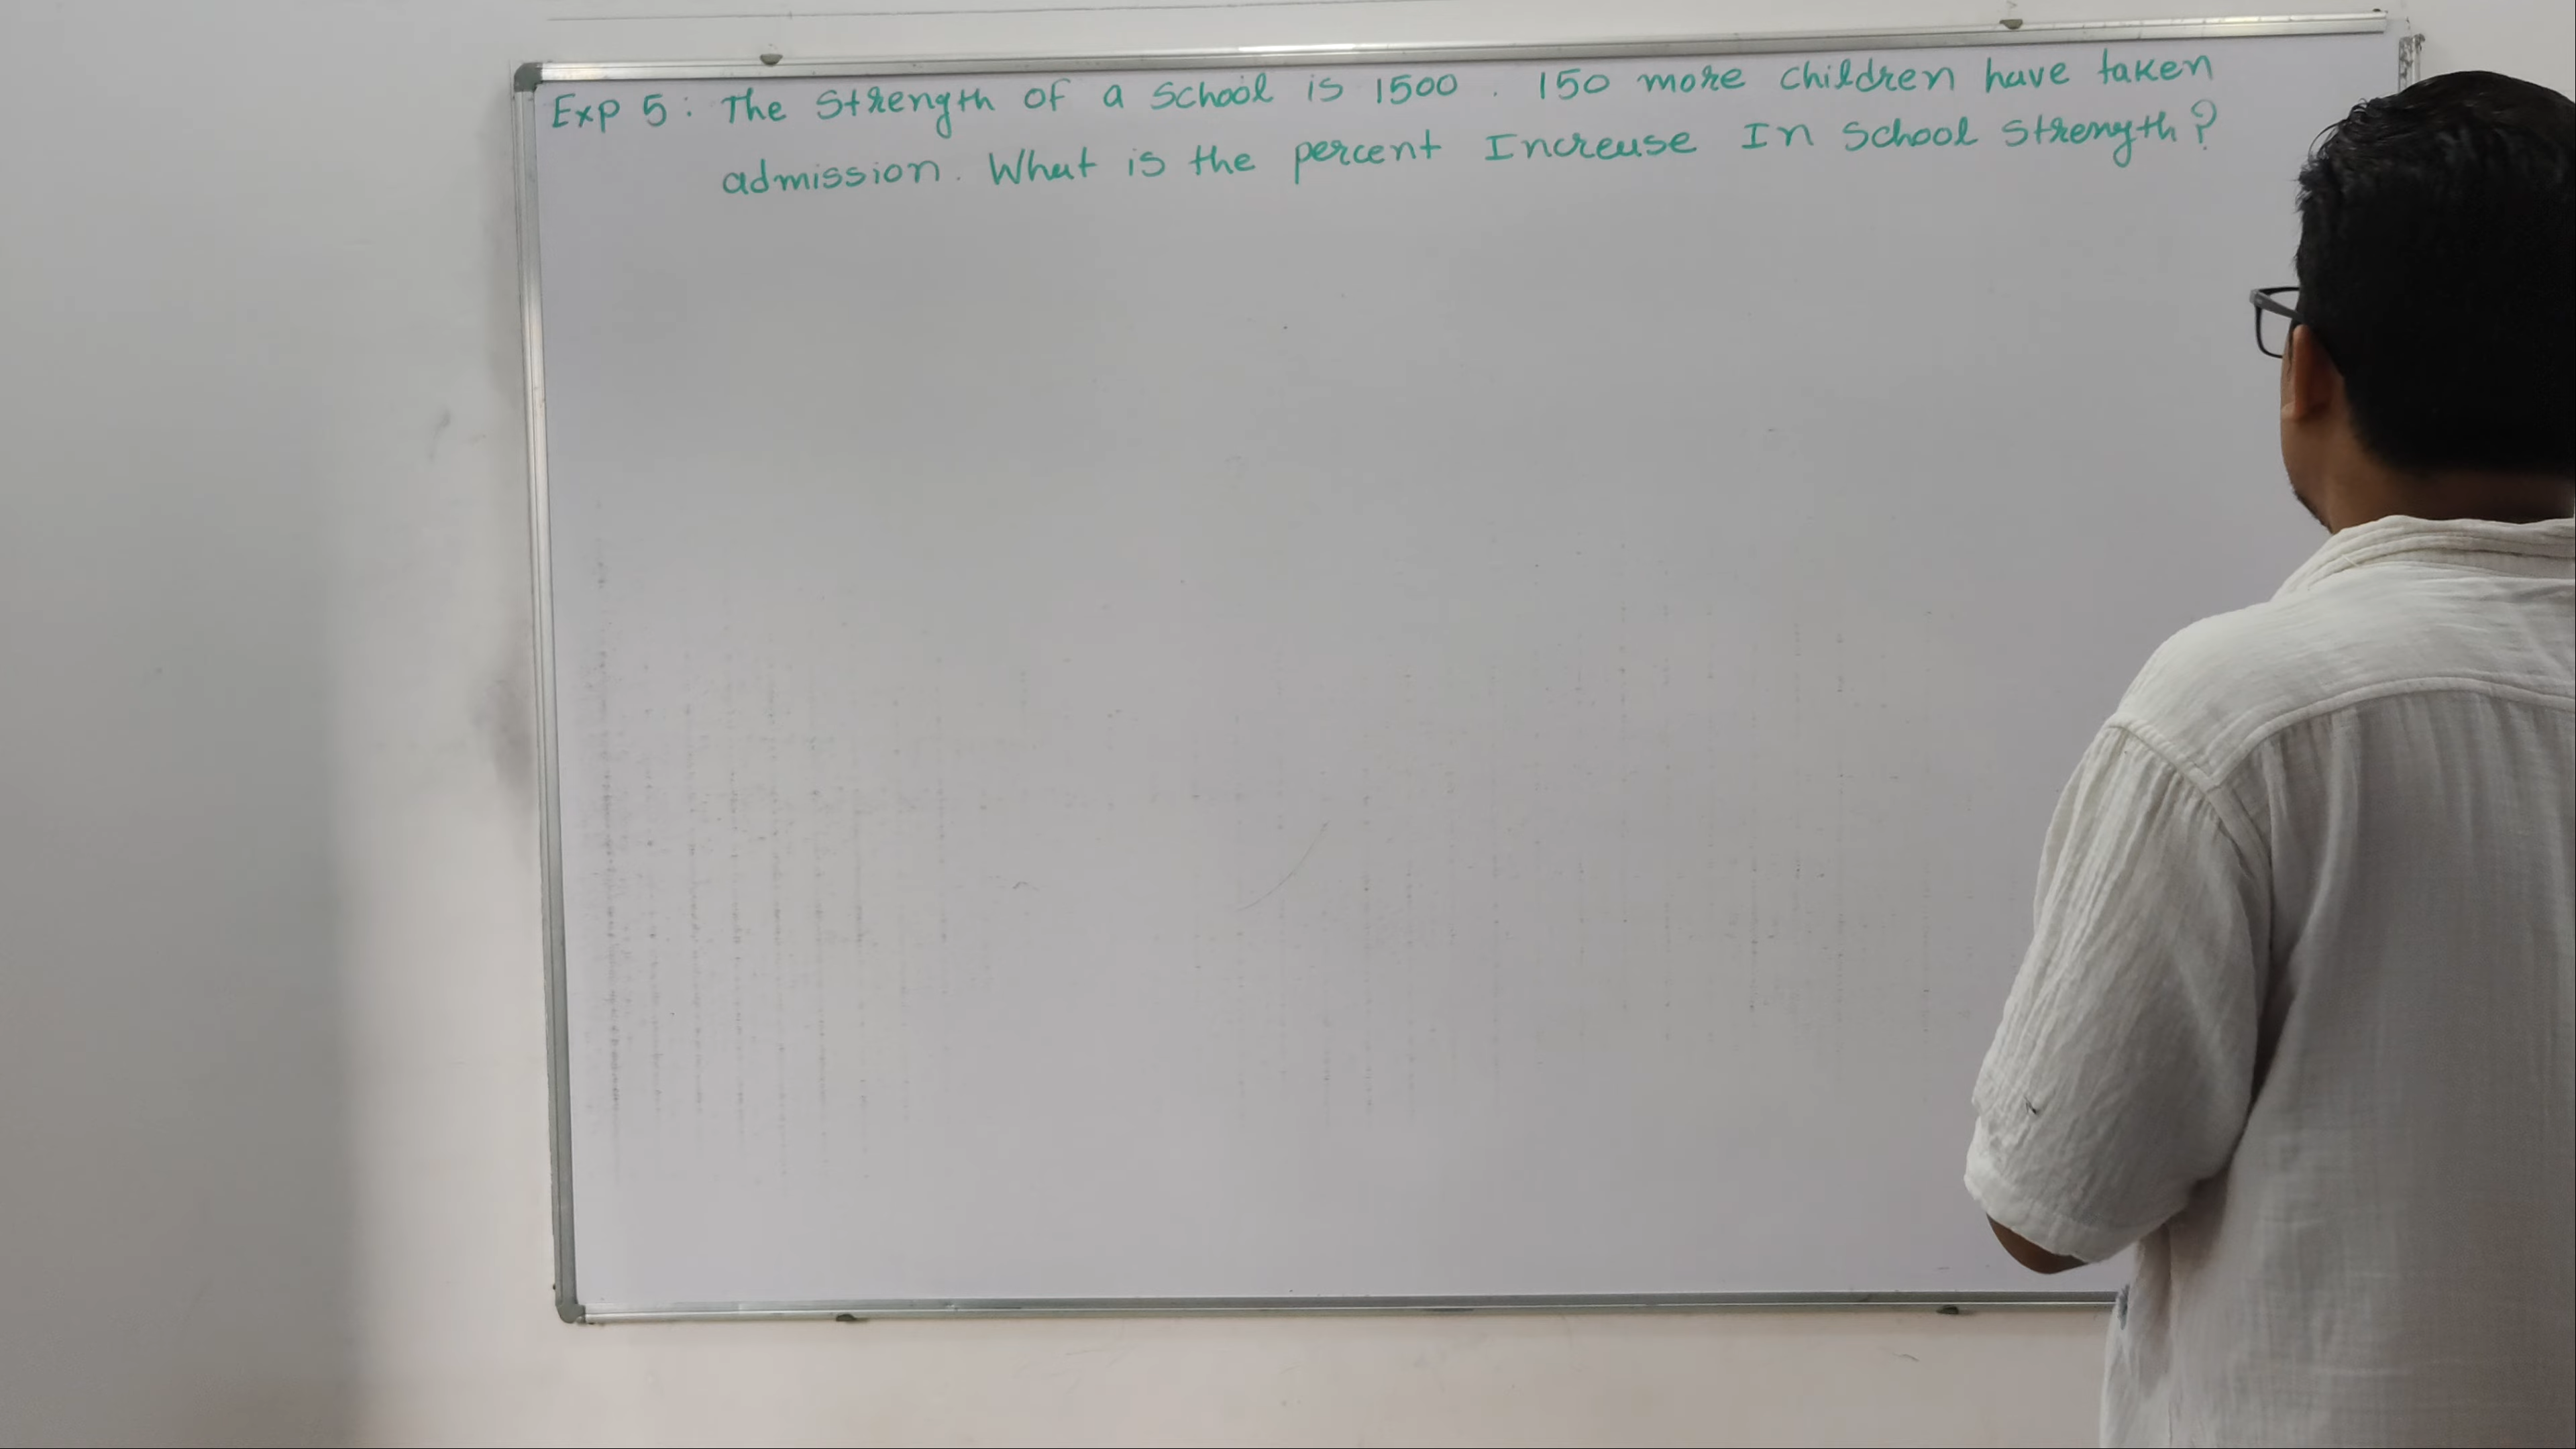 Exp 5: The Strength of a School is 1500. 150 more children have taken
admission. What is the percent Increase In School Strength?